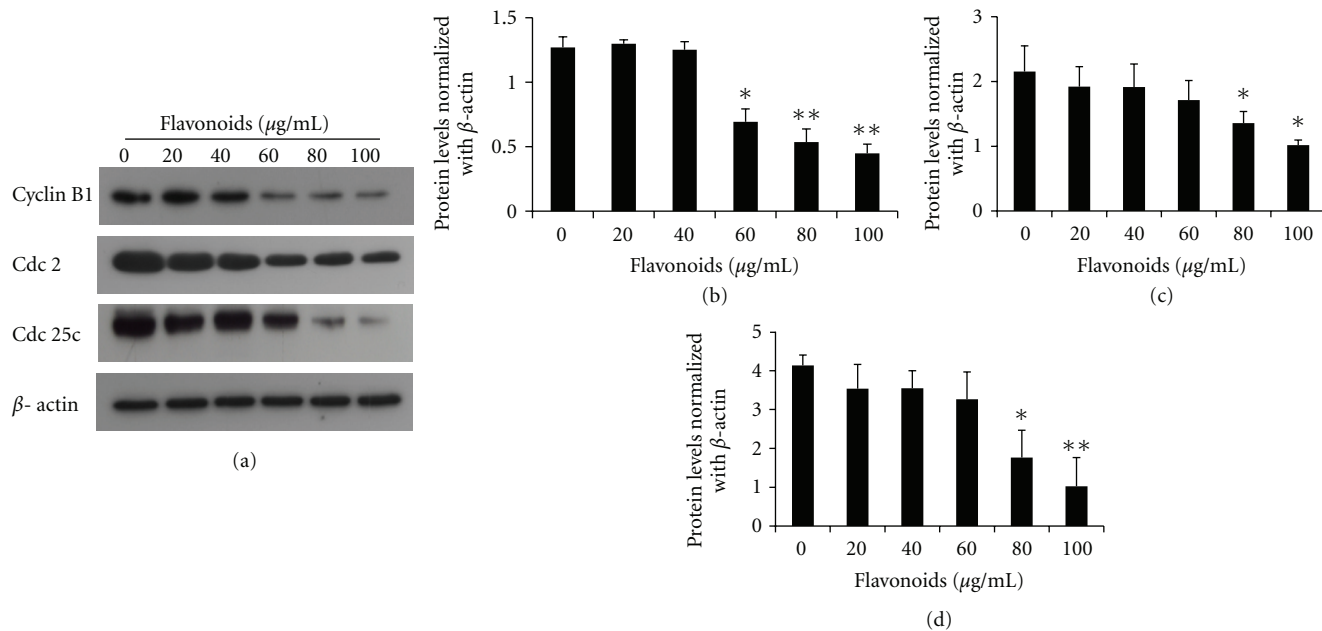 Flavonoids (μg/mL)
0 20 40 60 80 100
Cyclin B1
Cdc 2
Cdc 25c
β- actin
(a)
Protein levels normalized
with β-actin
1.5
1
0.5
0
*
**
**
0 20 40 60 80 100
Flavonoids (μg/mL)
(b)
Protein levels normalized
with β-actin
3
2
1
0
*
*
0 20 40 60 80 100
Flavonoids (μg/mL)
(c)
Protein levels normalized
with β-actin
5
4
3
2
1
0
*
**
0 20 40 60 80 100
Flavonoids (μg/mL)
(d)